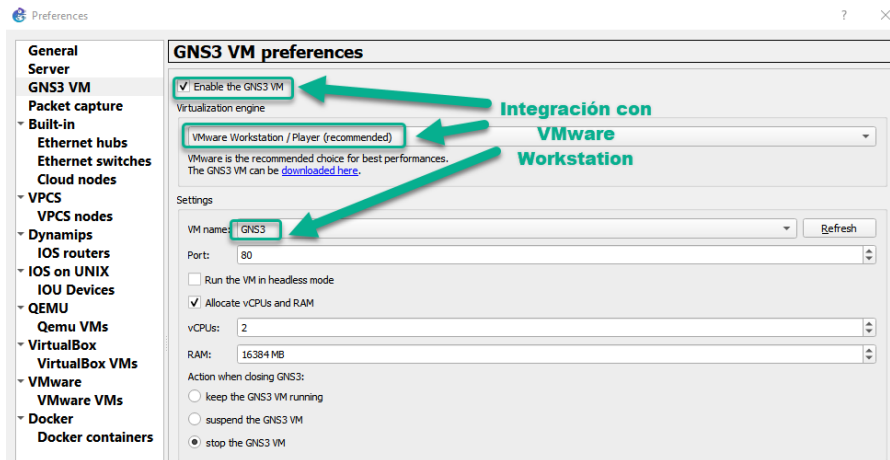 Preferences
?
General
Server
GNS3 VM
Packet capture
Built-in
Ethernet hubs
Ethernet switches
Cloud nodes
VPCS
VPCS nodes
Dynamips
IOS routers
IOS on UNIX
IOU Devices
QEMU
Qemu VMs
VirtualBox
VirtualBox VMs
VMware
VMware VMs
Docker
Docker containers
GNS3 VM preferences
Enable the GNS3 VM
Virtualization engine
VMware Workstation / Player (recommended)
VMware is the recommended choice for best performances.
The GNS3 VM can be downloaded here.
Integración con
VMware
Workstation
Settings
VM name: GNS3 Refresh
Port: 80
Run the VM in headless mode
Allocate vCPUs and RAM
vCPUs: 2
RAM: 16384 MB
Action when closing GNS3:
keep the GNS3 VM running
suspend the GNS3 VM
stop the GNS3 VM